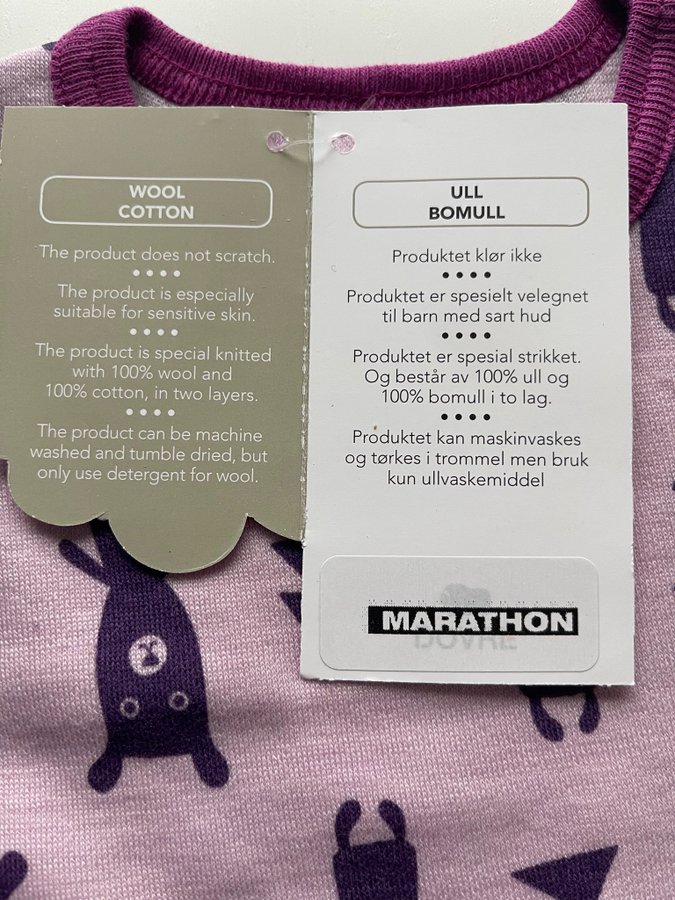 WOOL
COTTON
The product does not scratch.
The product is especially
suitable for sensitive skin.
The product is special knitted
with 100% wool and
100% cotton, in two layers.
The product can be machine
washed and tumble dried, but
only use detergent for wool.
ULL
BOMULL
Produktet klør ikke
Produktet er spesielt velegnet
til barn med sart hud
Produktet er spesial strikket.
Og består av 100% ull og
100% bomull i to lag.
Produktet kan maskinvaskes
og tørkes i trommel men bruk
kun ullvaskemiddel
MARATHON